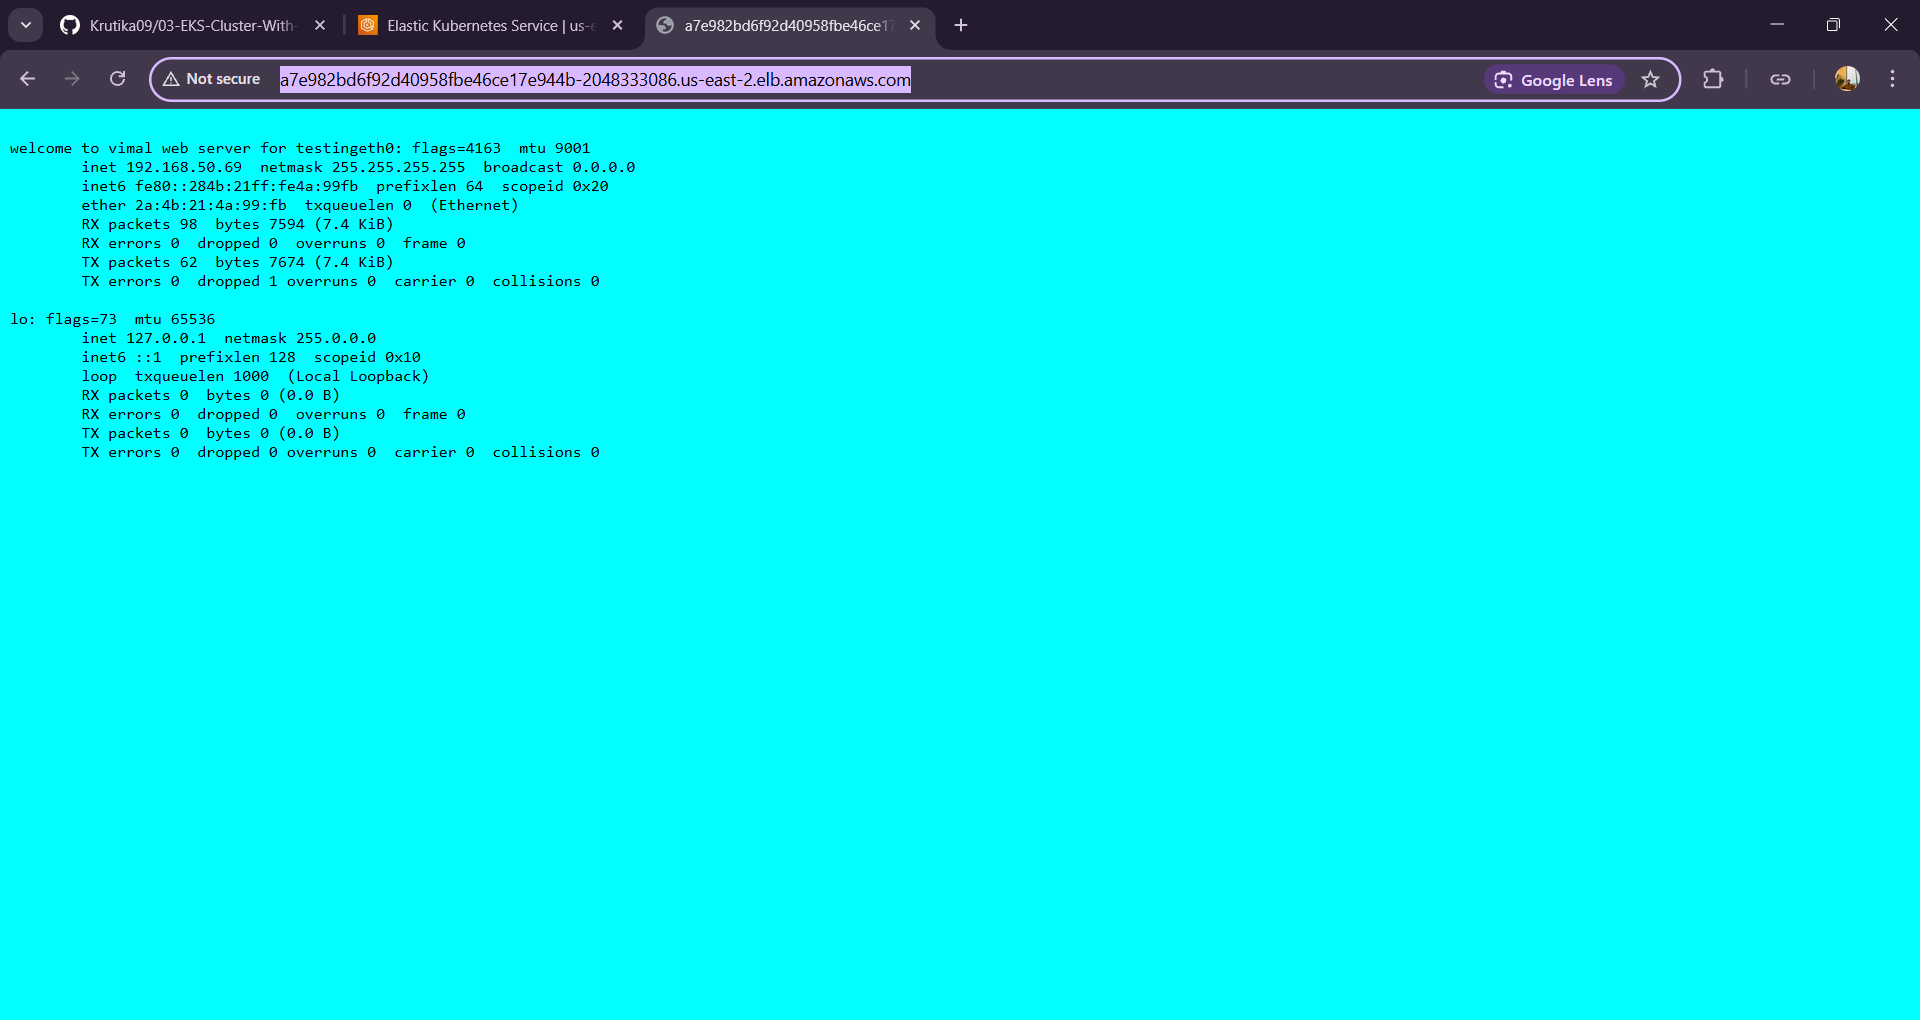 Krutika09/03-EKS-Cluster-With-
Elastic Kubernetes Service | us-e
a7e982bd6f92d40958fbe46ce17
Not secure
a7e982bd6f92d40958fbe46ce17e944b-2048333086.us-east-2.elb.amazonaws.com
Google Lens
welcome to vimal web server for testingeth0: flags=4163  mtu 9001
        inet 192.168.50.69  netmask 255.255.255.255  broadcast 0.0.0.0
        inet6 fe80::284b:21ff:fe4a:99fb  prefixlen 64  scopeid 0x20
        ether 2a:4b:21:4a:99:fb  txqueuelen 0  (Ethernet)
        RX packets 98  bytes 7594 (7.4 KiB)
        RX errors 0  dropped 0  overruns 0  frame 0
        TX packets 62  bytes 7674 (7.4 KiB)
        TX errors 0  dropped 1 overruns 0  carrier 0  collisions 0
lo: flags=73  mtu 65536
        inet 127.0.0.1  netmask 255.0.0.0
        inet6 ::1  prefixlen 128  scopeid 0x10
        loop  txqueuelen 1000  (Local Loopback)
        RX packets 0  bytes 0 (0.0 B)
        RX errors 0  dropped 0  overruns 0  frame 0
        TX packets 0  bytes 0 (0.0 B)
        TX errors 0  dropped 0 overruns 0  carrier 0  collisions 0